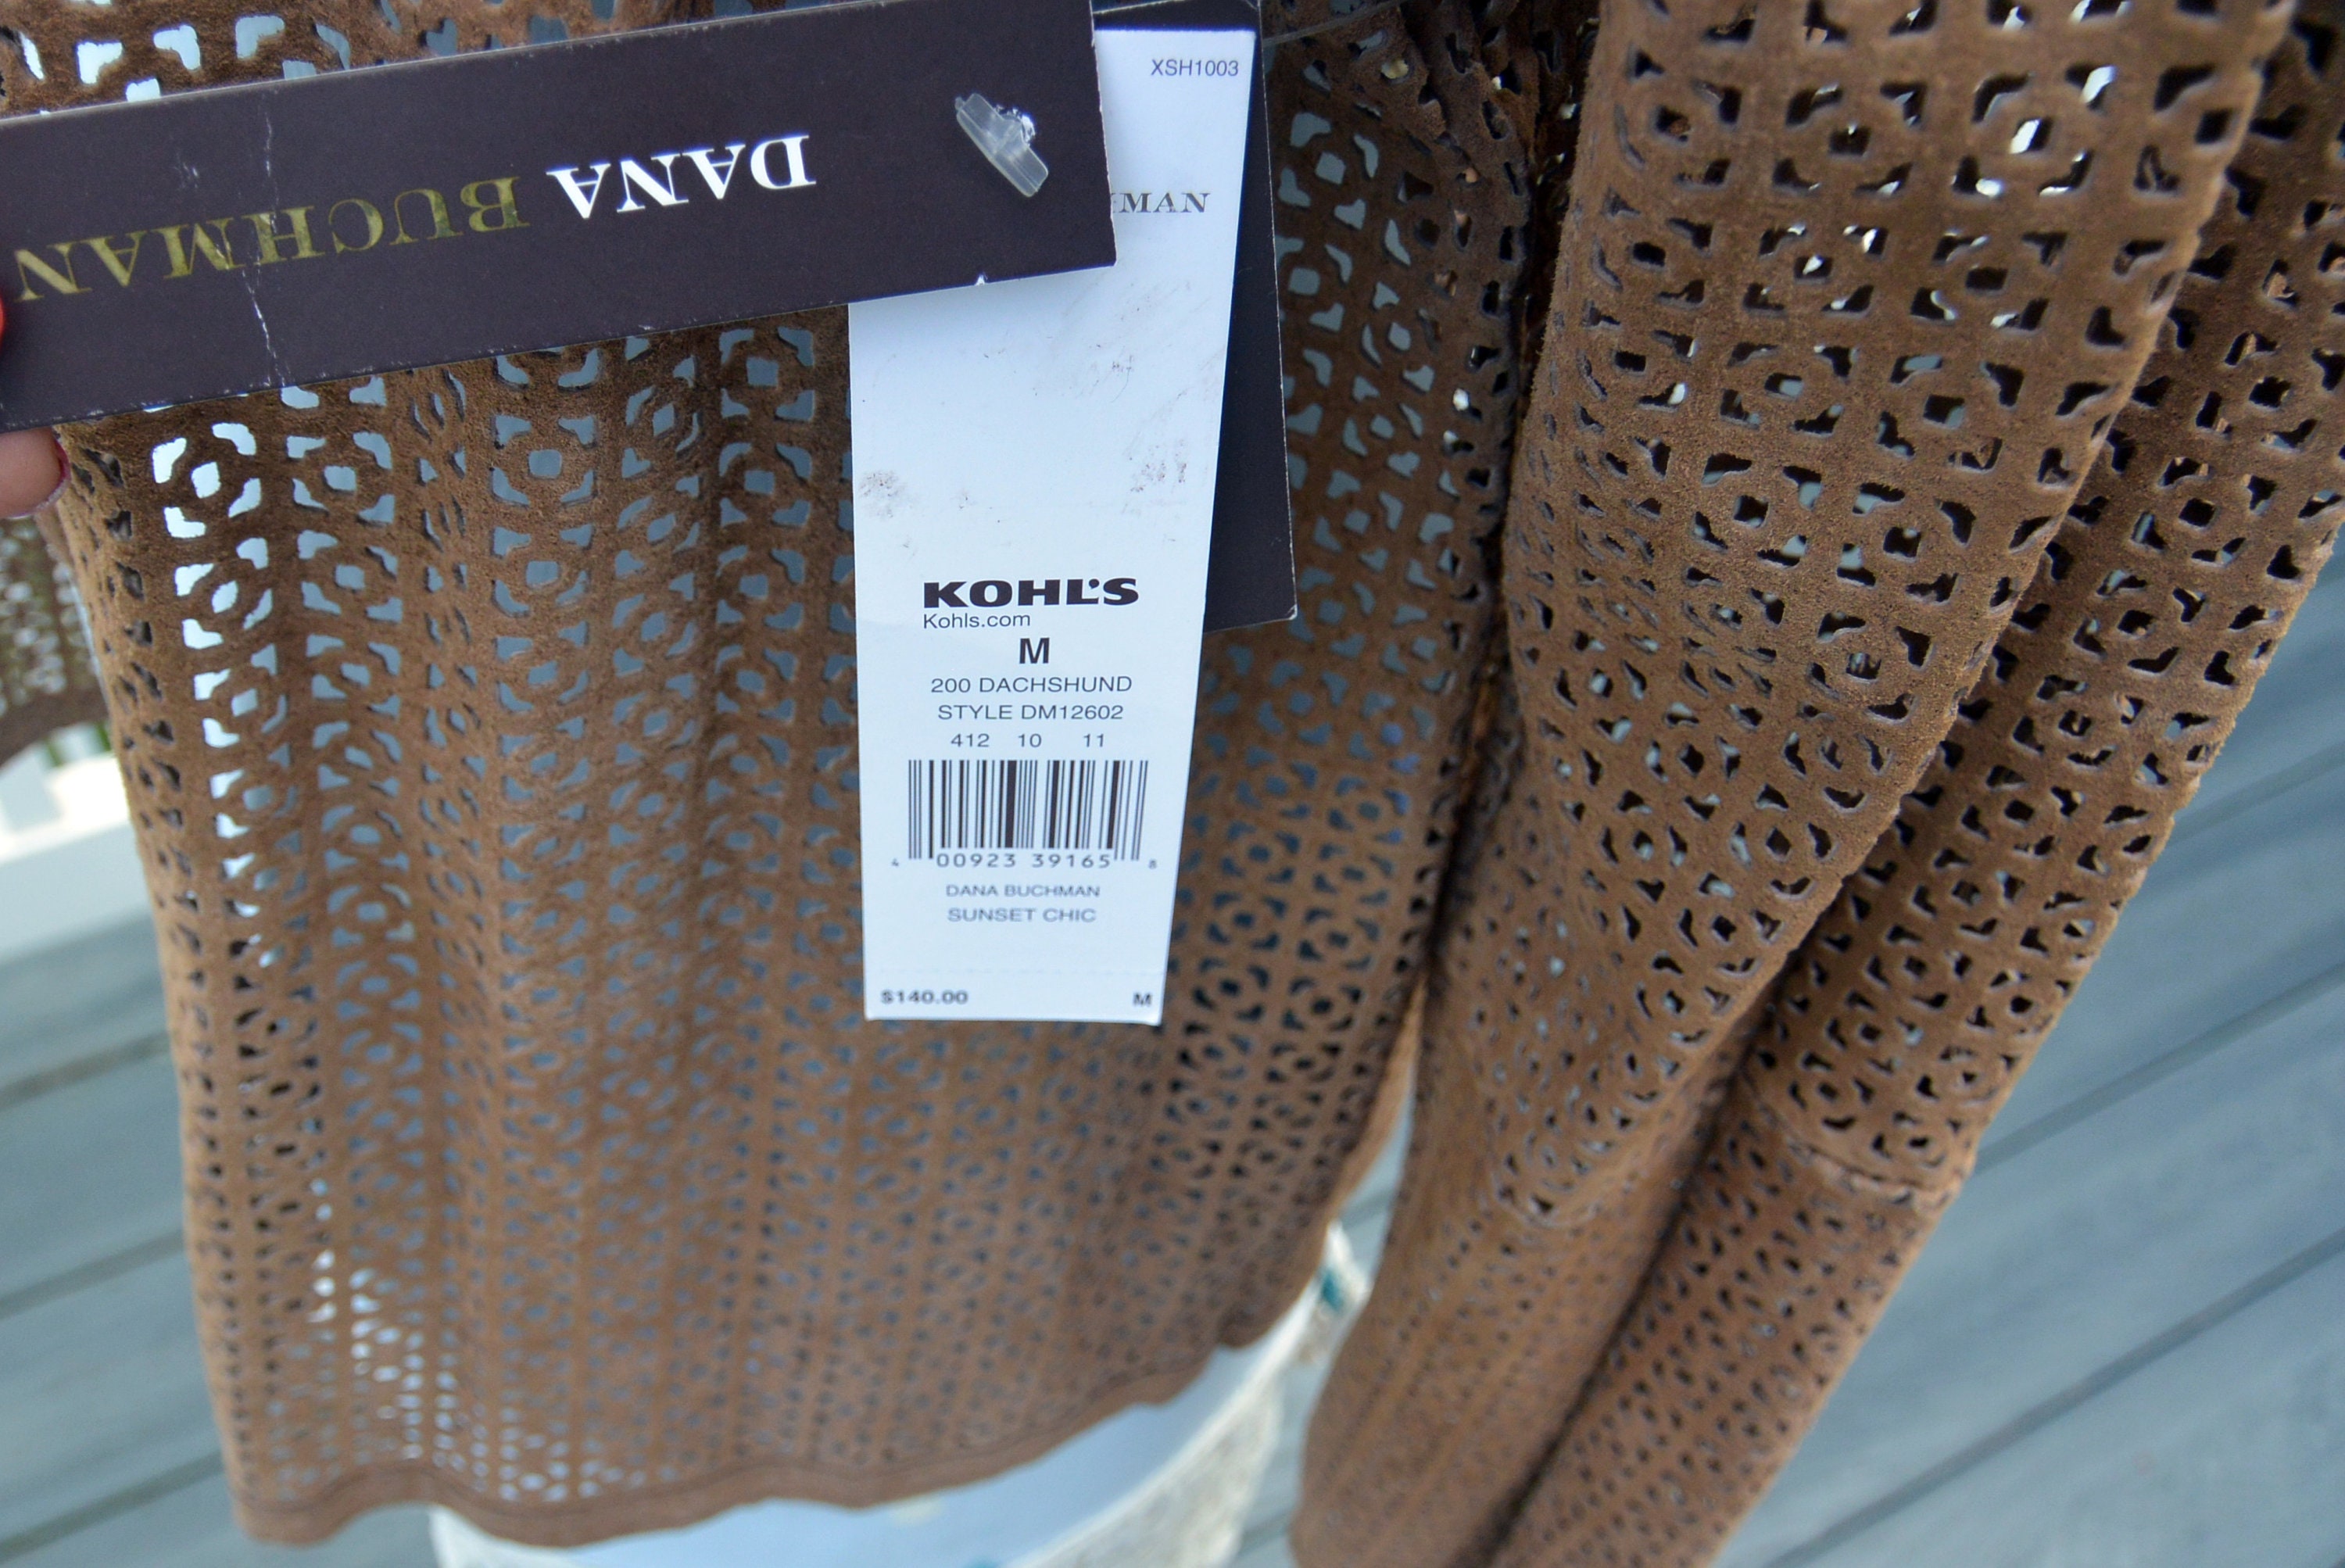 DANA BUCHMAN
XSH1003
MAN
KOHL'S
Kohls.com
M
200 DACHSHUND
STYLE DM12602
412 10 11
4 00923 39165 8
DANA BUCHMAN
SUNSET CHIC
$140.00 M